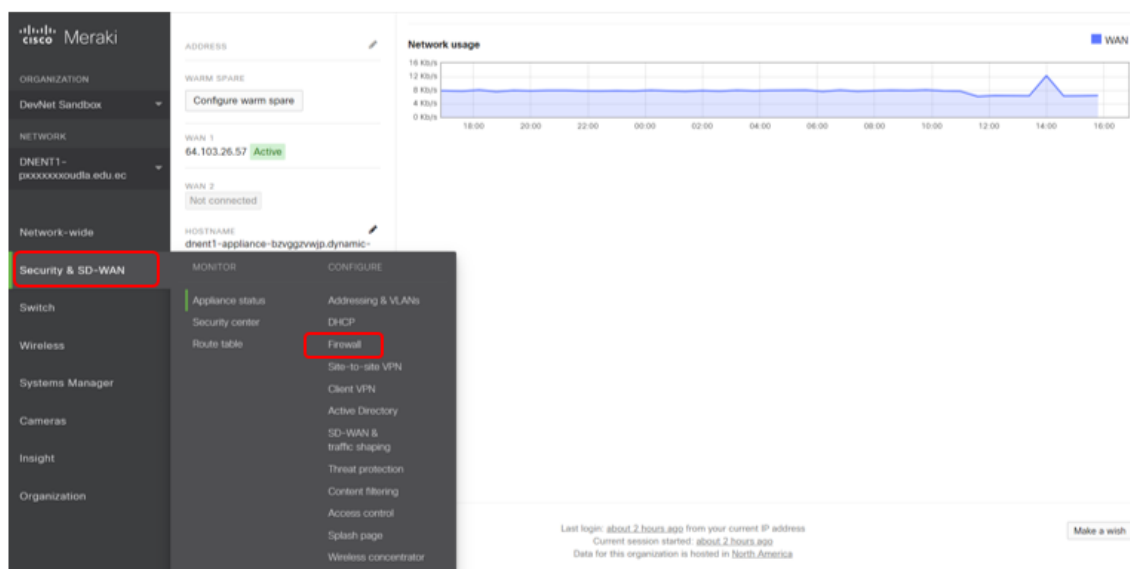 cisco Meraki
ORGANIZATION
DevNet Sandbox
NETWORK
DNENT1-
pxxxxxxxoudla.edu.ec
Network-wide
Security & SD-WAN
Switch
Wireless
Systems Manager
Cameras
Insight
Organization
ADDRESS
WARM SPARE
Configure warm spare
WAN 1
64.103.26.57 Active
WAN 2
Not connected
HOSTNAME
dnent1-appliance-bzvggzvwjp.dynamic-
MONITOR
Appliance status
Security center
Route table
CONFIGURE
Addressing & VLANs
DHCP
Firewall
Site-to-site VPN
Client VPN
Active Directory
SD-WAN &
traffic shaping
Threat protection
Content filtering
Access control
Splash page
Wireless concentrator
Network usage
WAN
16 Kb/s
12 Kb/s
8 Kb/s
4 Kb/s
0 Kb/s
18:00 20:00 22:00 00:00 02:00 04:00 06:00 08:00 10:00 12:00 14:00 16:00
Last login: about 2 hours ago from your current IP address
Current session started: about 2 hours ago
Data for this organization is hosted in North America
Make a wish